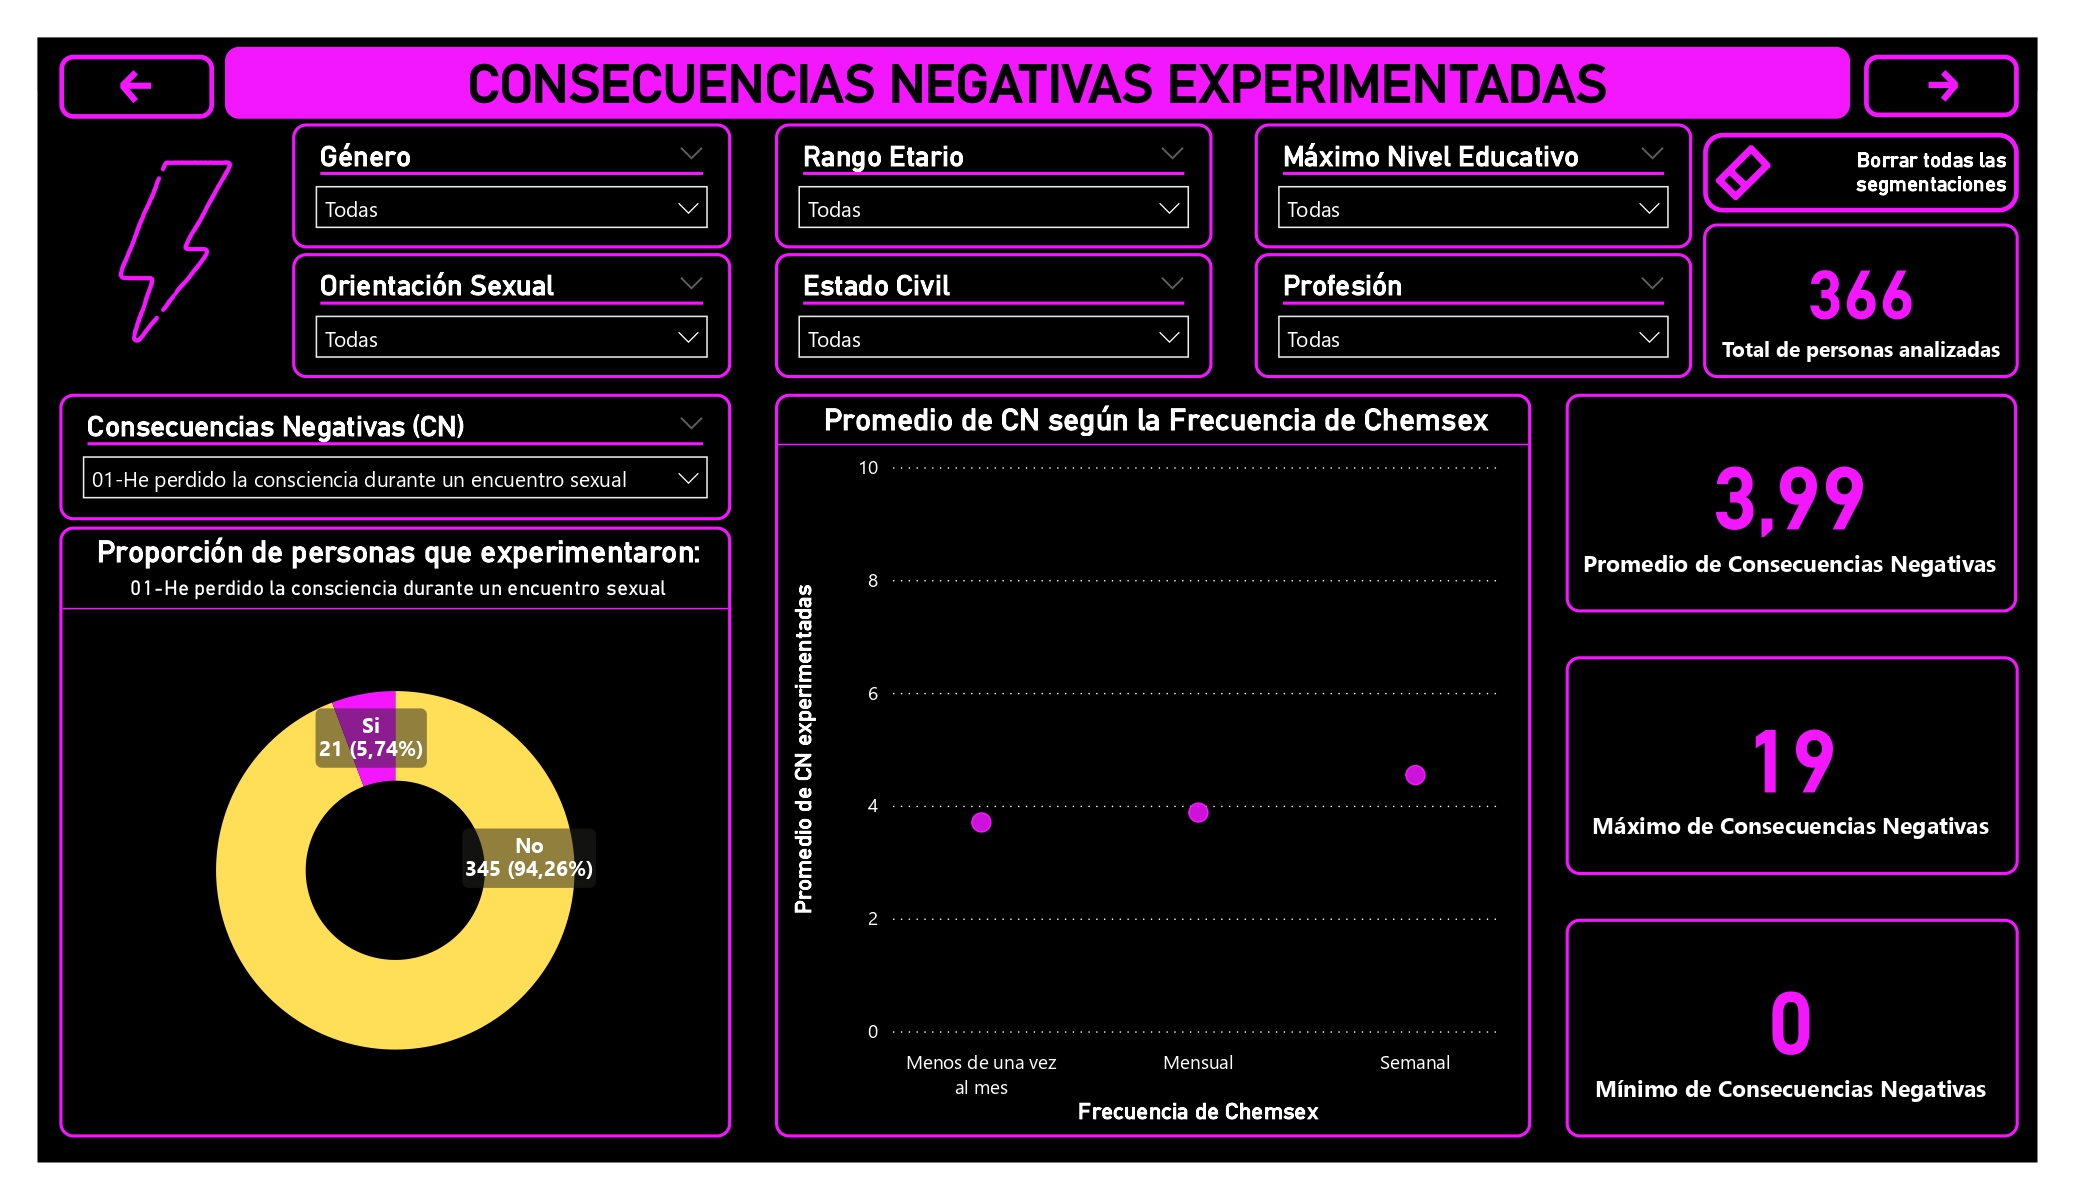 CONSECUENCIAS NEGATIVAS EXPERIMENTADAS
Género
Todas
Rango Etario
Todas
Máximo Nivel Educativo
Todas
Borrar todas las
segmentaciones
Orientación Sexual
Todas
Estado Civil
Todas
Profesión
Todas
366
Total de personas analizadas
Consecuencias Negativas (CN)
01-He perdido la consciencia durante un encuentro sexual
Proporción de personas que experimentaron:
01-He perdido la consciencia durante un encuentro sexual
Si
21 (5,74%)
No
345 (94,26%)
Promedio de CN según la Frecuencia de Chemsex
Promedio de CN experimentadas
10
8
6
4
2
0
Menos de una vez
al mes
Mensual
Semanal
Frecuencia de Chemsex
3,99
Promedio de Consecuencias Negativas
19
Máximo de Consecuencias Negativas
0
Mínimo de Consecuencias Negativas